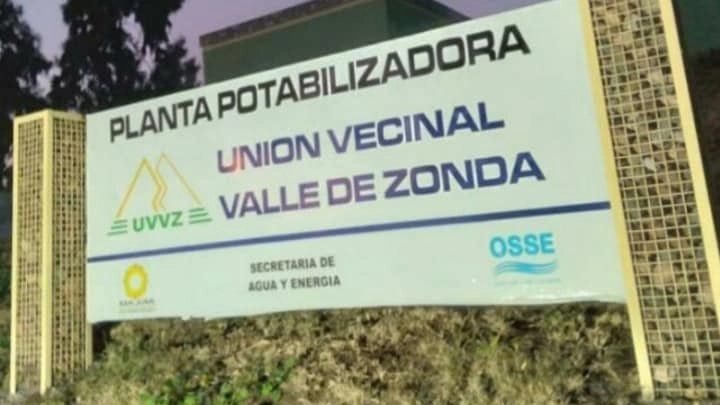 PLANTA POTABILIZADORA
UNION VECINAL
VALLE DE ZONDA
UVVZ
SAN JUAN
SECRETARIA DE
AGUA Y ENERGIA
OSSE